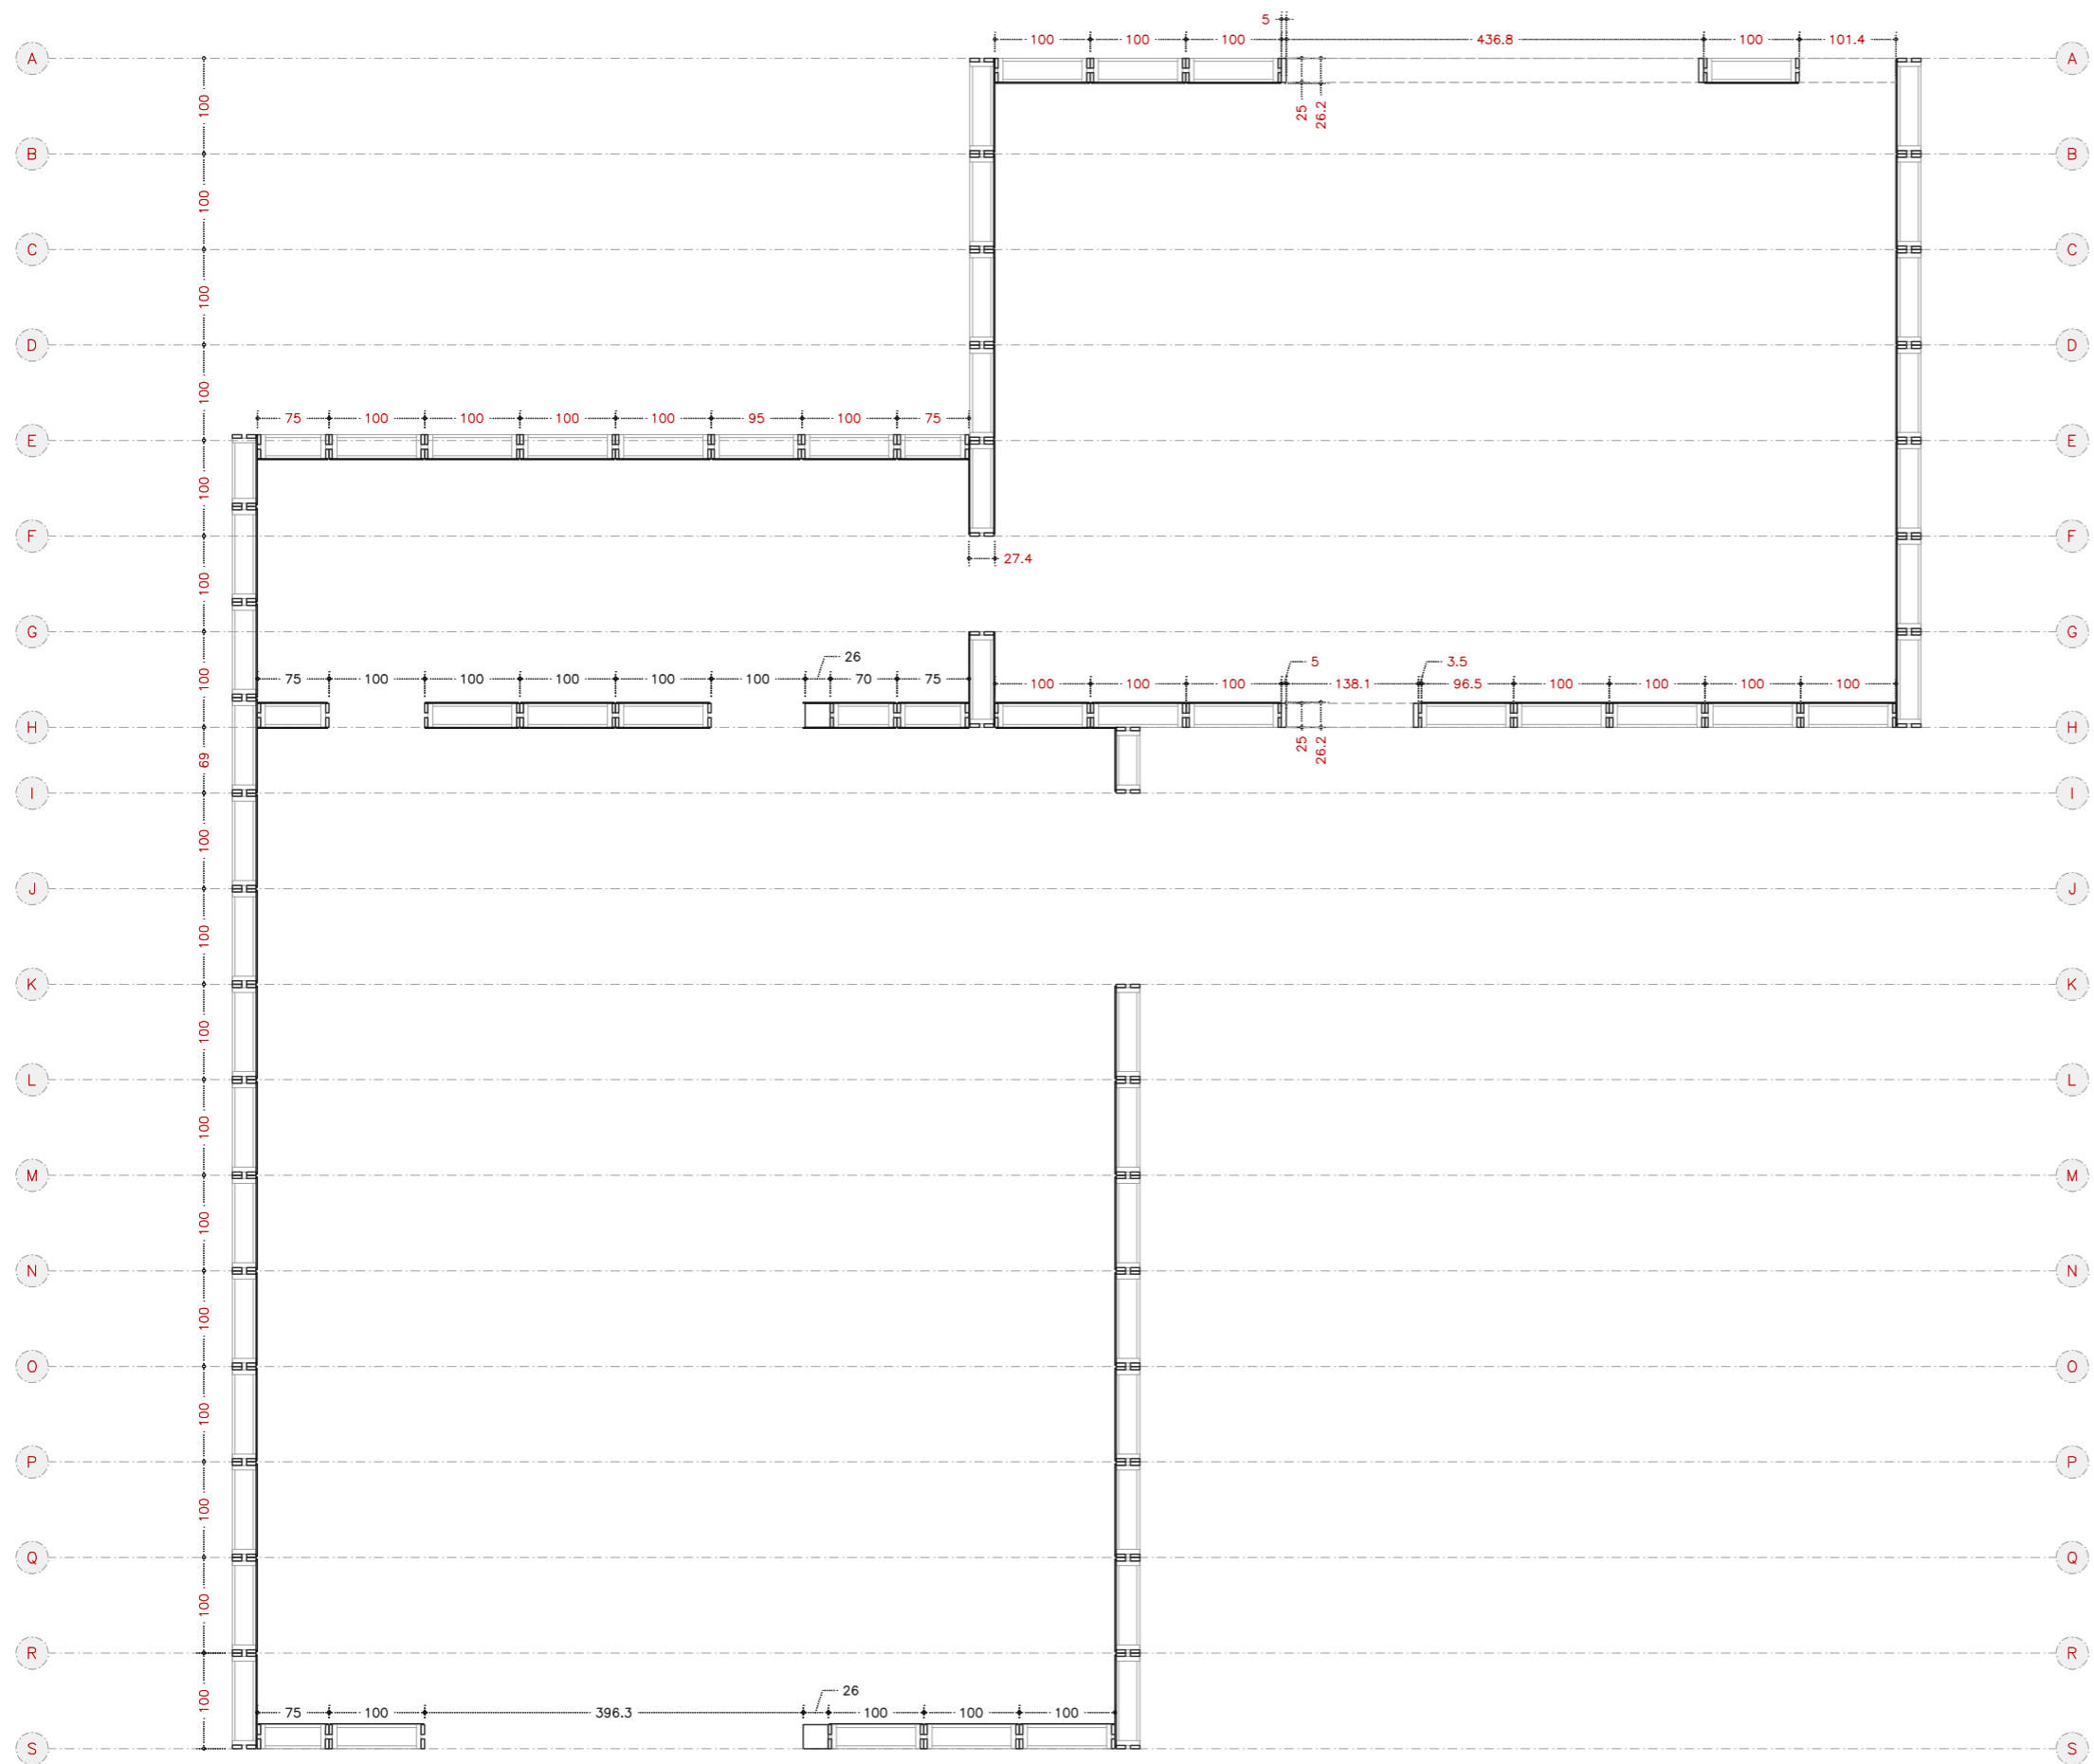 5
100 100 100 436.8 100 101.4
A A
100
25 26.2
B B
100
C C
100
D D
100
75 100 100 100 100 95 100 75
E E
100
F F
27.4
100
G G
26 5 3.5
100
75 100 100 100 100 100 70 75
100 100 100 138.1 96.5 100 100 100 100
H H
25 26.2
69
I I
100
J J
100
K K
100
L L
100
M M
100
N N
100
O O
100
P P
100
Q Q
100
R R
26
100
75 100 396.3 100 100 100
S S